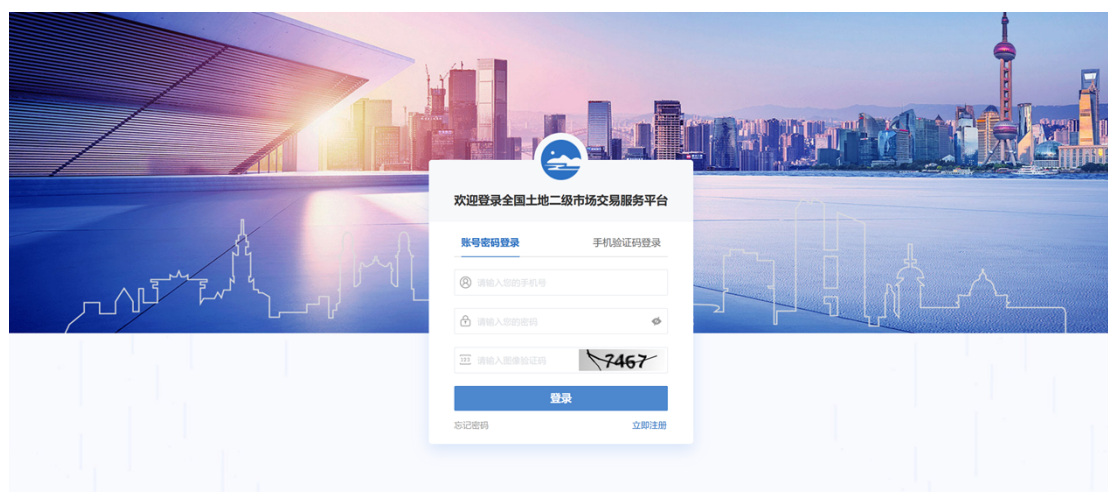 欢迎登录全国土地二级市场交易服务平台
账号密码登录 手机验证码登录
请输入您的手机号
请输入您的密码
123 请输入图像验证码 7467
登录
忘记密码 立即注册